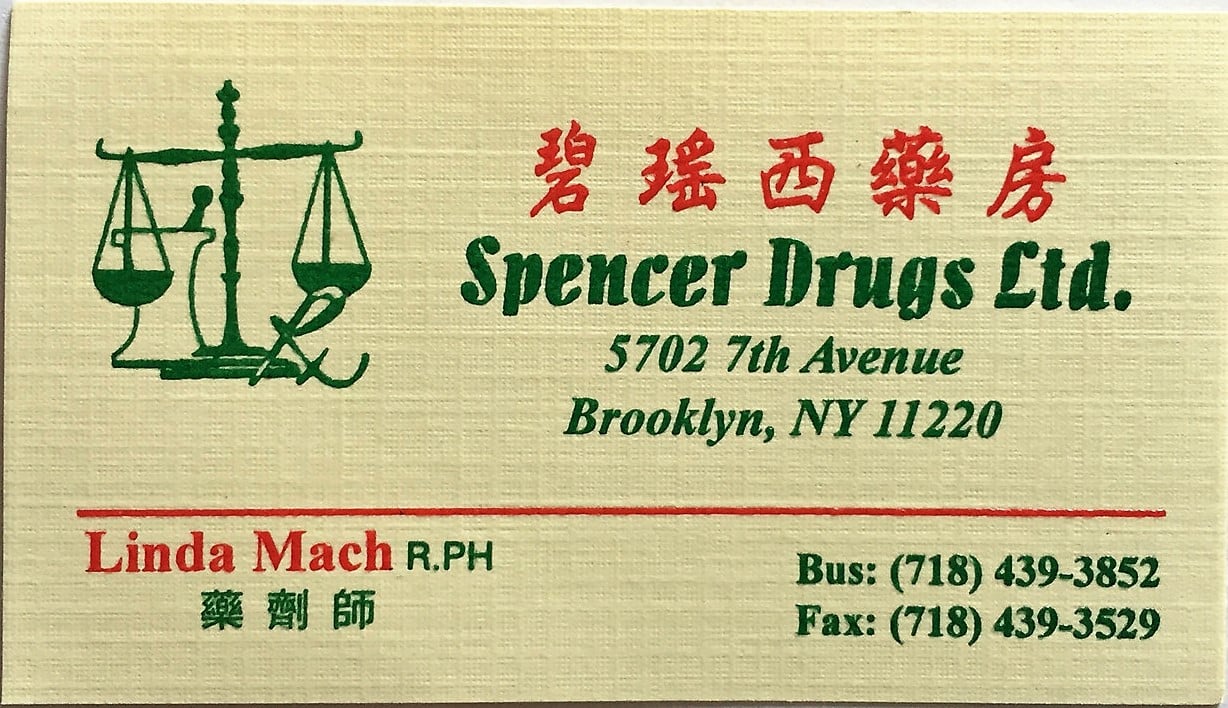 碧瑤西藥房
Spencer Drugs Ltd.
5702 7th Avenue
Brooklyn, NY 11220
Linda Mach R.PH
藥劑師
Bus: (718) 439-3852
Fax: (718) 439-3529